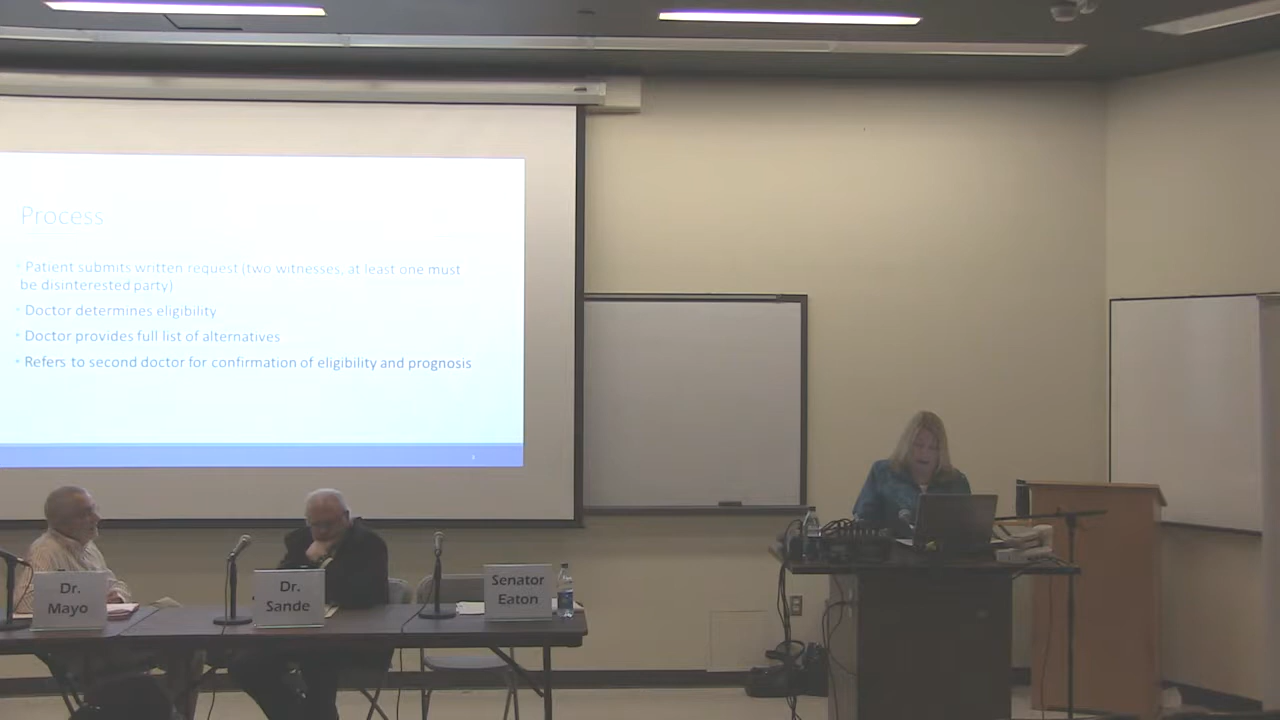 Process
Patient submits written request (two witnesses, at least one must
be disinterested party)
Doctor determines eligibility
Doctor provides full list of alternatives
Refers to second doctor for confirmation of eligibility and prognosis
Dr.
Mayo
Dr.
Sande
Senator
Eaton